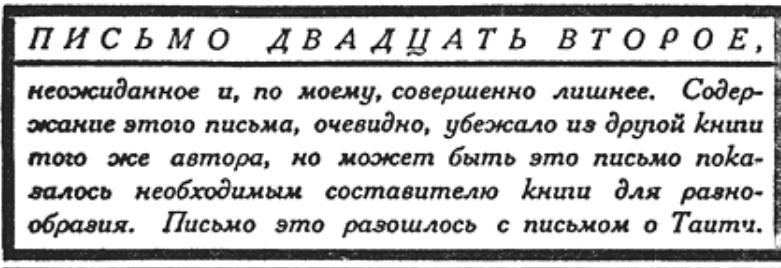 ПИСЬМО ДВАДЦАТЬ ВТОРОЕ,
неожиданное и, по моему, совершенно лишнее. Содер-
жание этого письма, очевидно, убежало из другой книги
того же автора, но может быть это письмо пока-
залось необходимым составителю книги для разно-
образия. Письмо это разошлось с письмом о Таити.